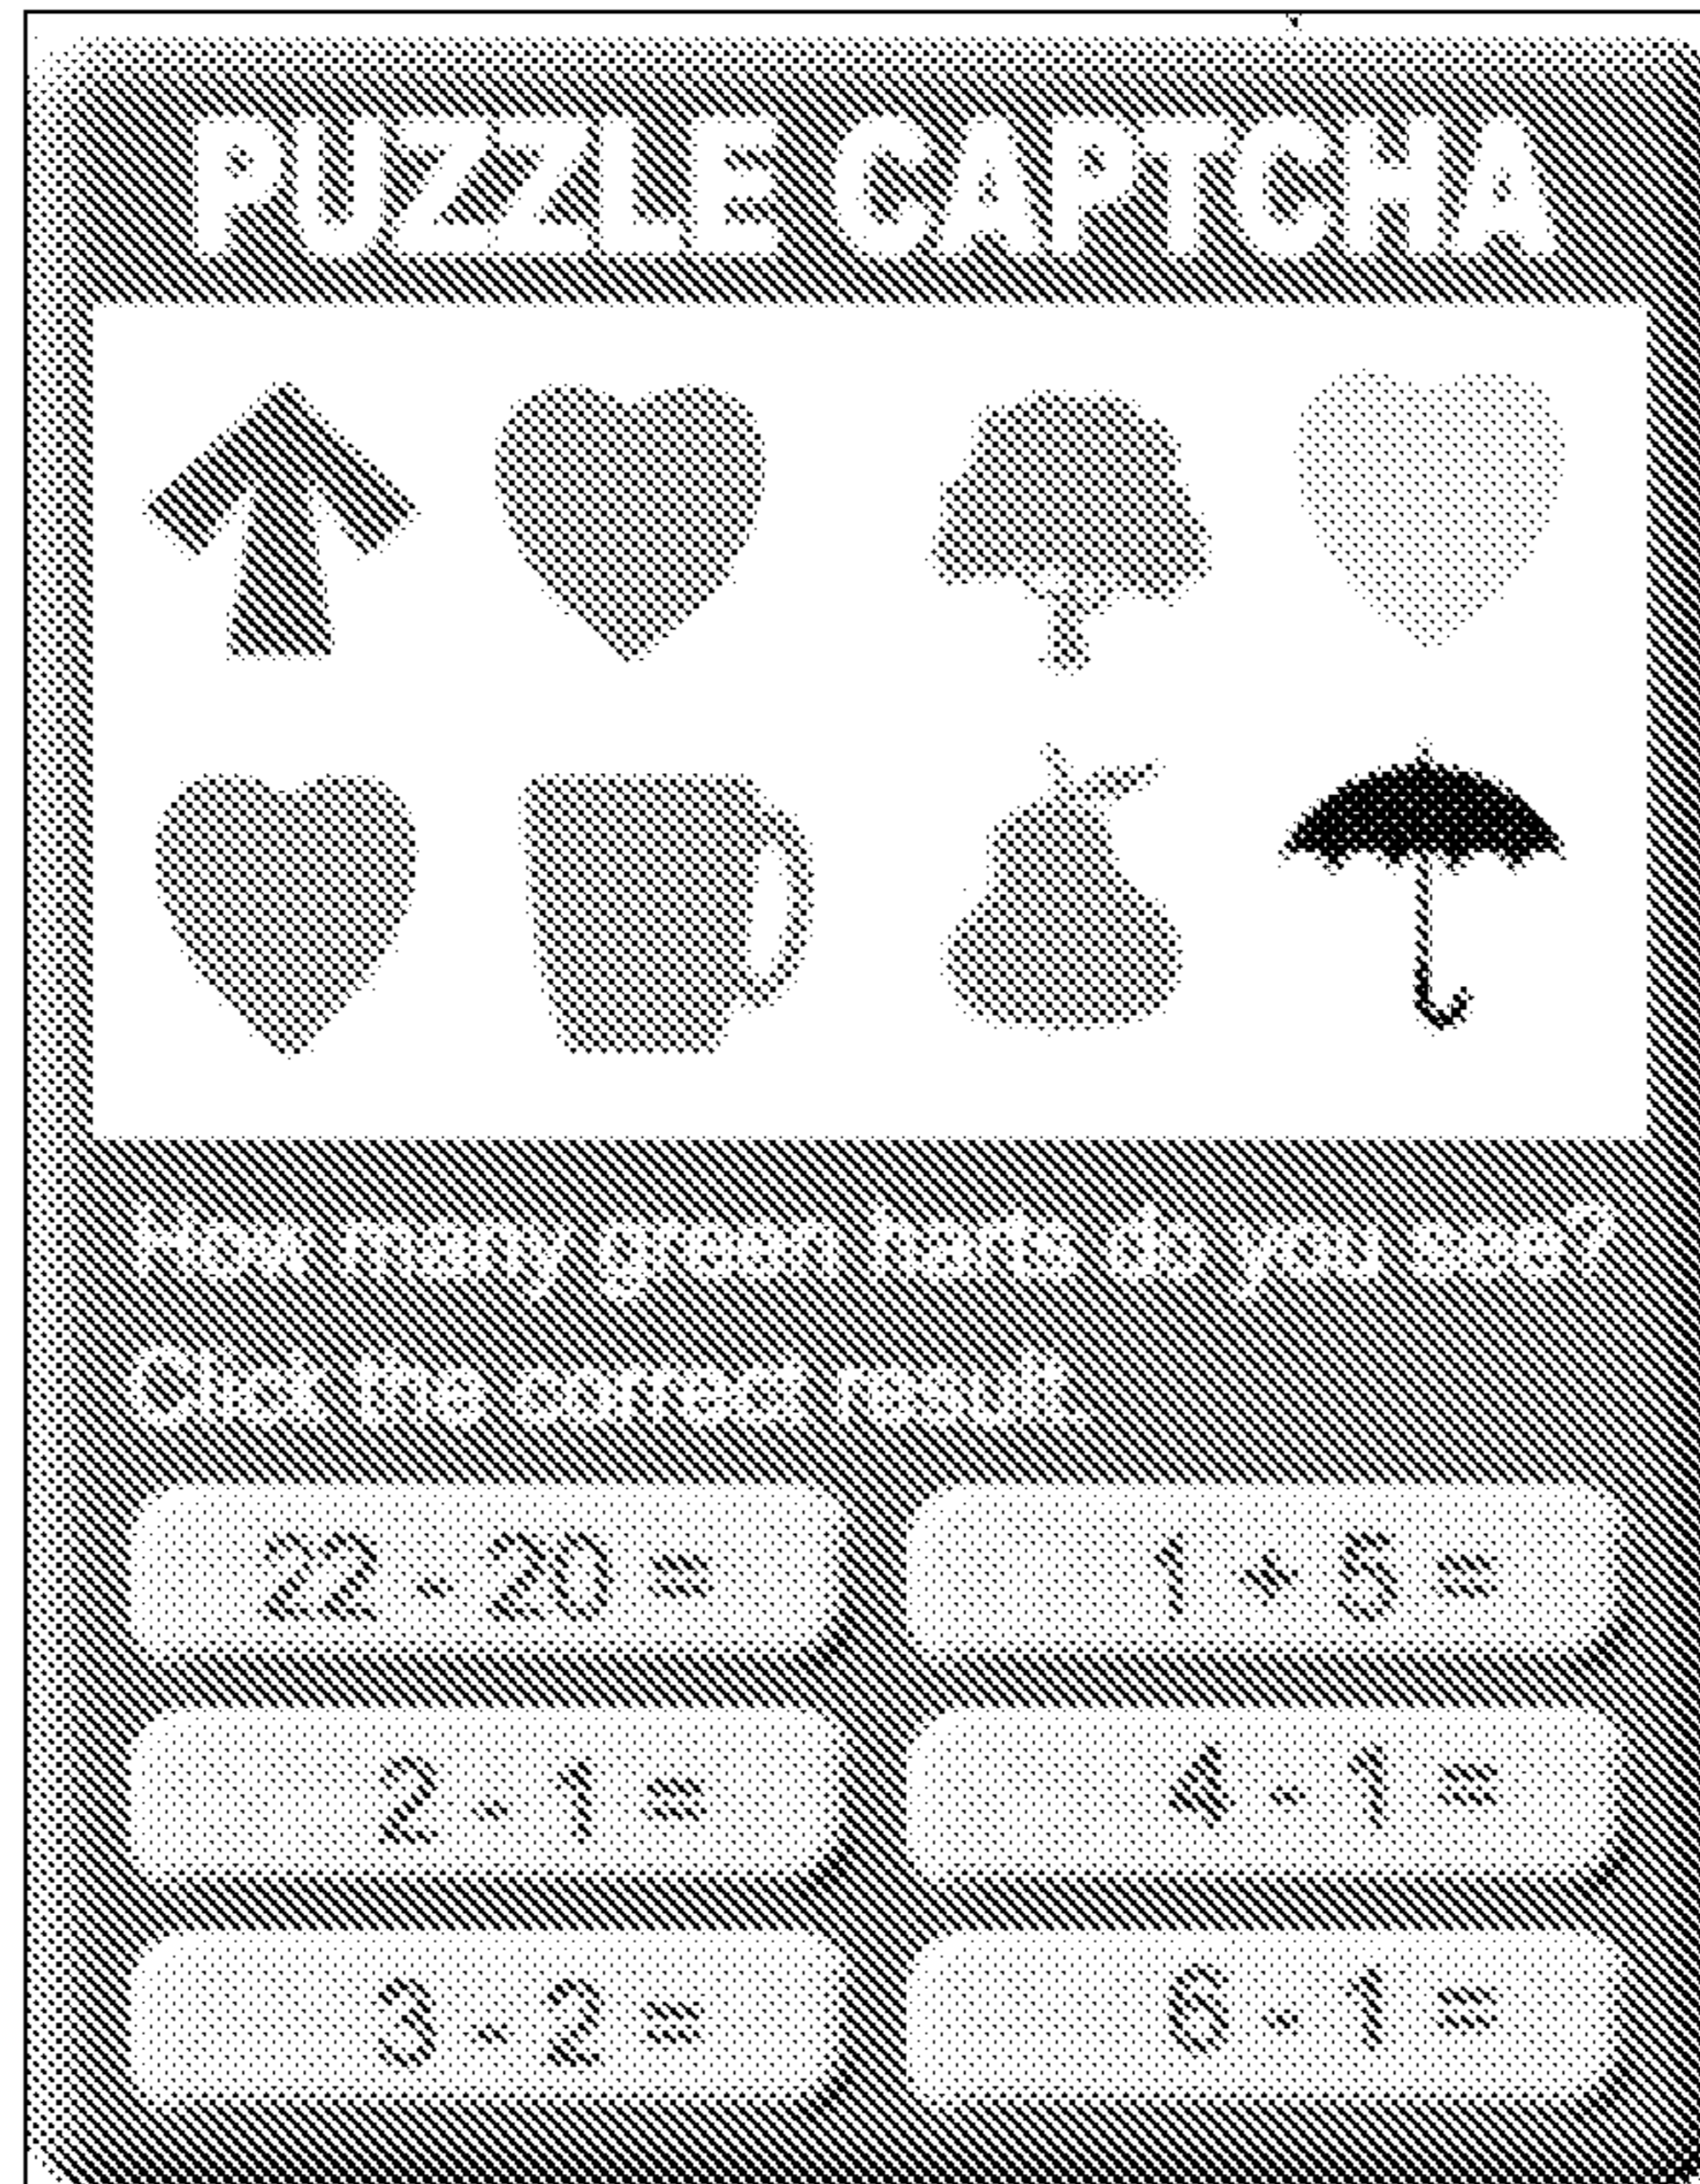 PUZZLE CAPTCHA
How many green harts do you see?
Click the correct result.
22 - 20 =
1 + 5 =
2 - 1 =
4 - 1 =
3 - 2 =
6 - 1 =